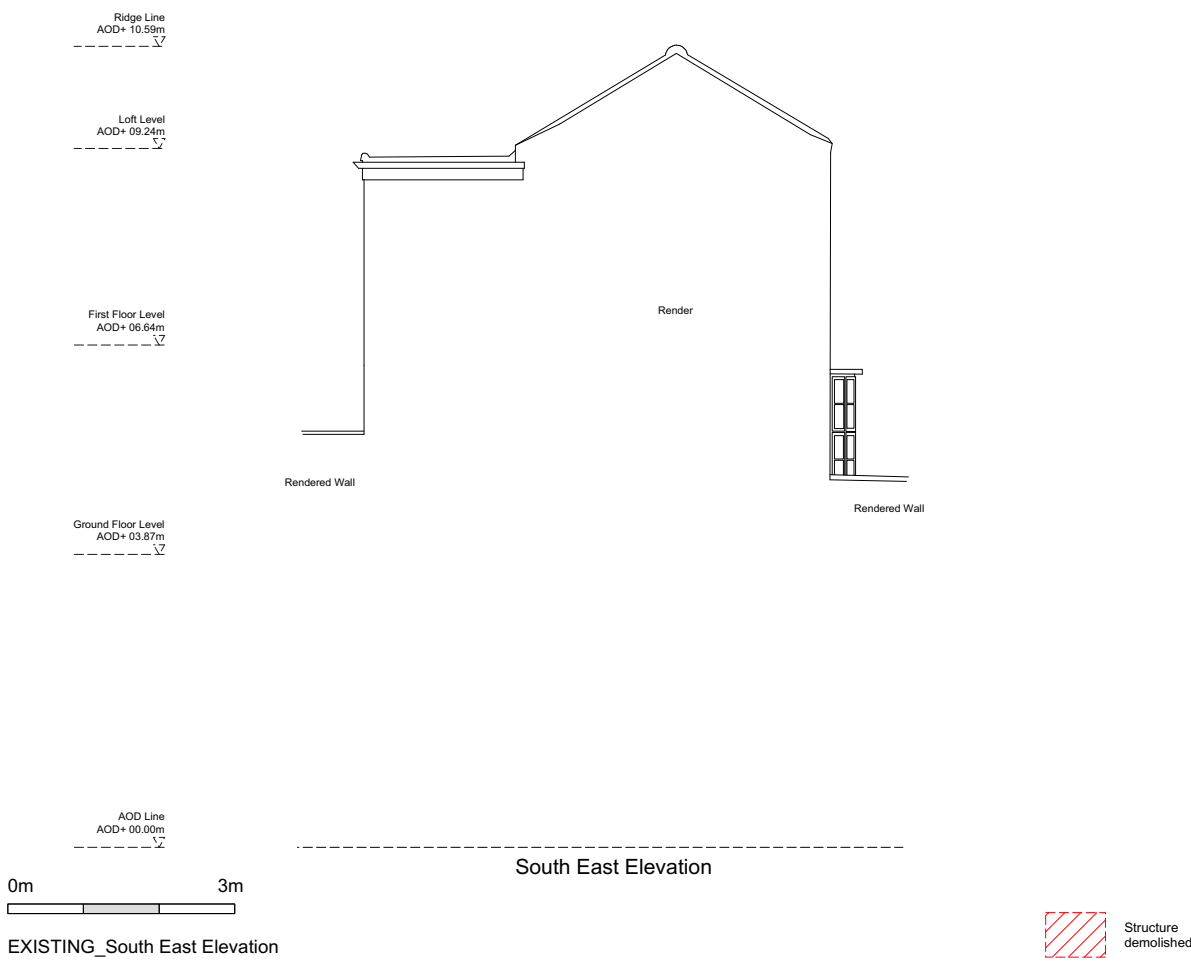 Ridge Line
AOD+ 10.59m
Loft Level
AOD+ 09.24m
First Floor Level
AOD+ 06.64m
Render
Rendered Wall
Rendered Wall
Ground Floor Level
AOD+ 03.87m
AOD Line
AOD+ 00.00m
South East Elevation
0m 3m
EXISTING_South East Elevation
Structure
demolished